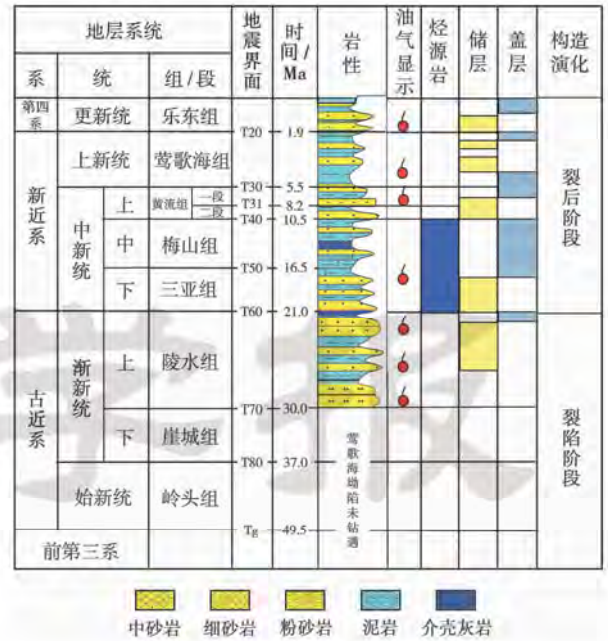 地层系统 地震界面 时间/Ma 岩性 油气显示 烃源岩 储层 盖层 构造演化
系 统 组/段
第四系 更新统 乐东组
T20 1.9
新近系 上新统 莺歌海组
T30 5.5
中新统 上 黄流组 一段
T31 8.2
二段
T40 10.5
中 梅山组
T50 16.5
下 三亚组
T60 21.0
裂后阶段
古近系 渐新统 上 陵水组
T70 30.0
下 崖城组
T80 37.0
始新统 岭头组
Tg 49.5
莺歌海坳陷未钻遇
裂陷阶段
前第三系
中砂岩 细砂岩 粉砂岩 泥岩 介壳灰岩
学报